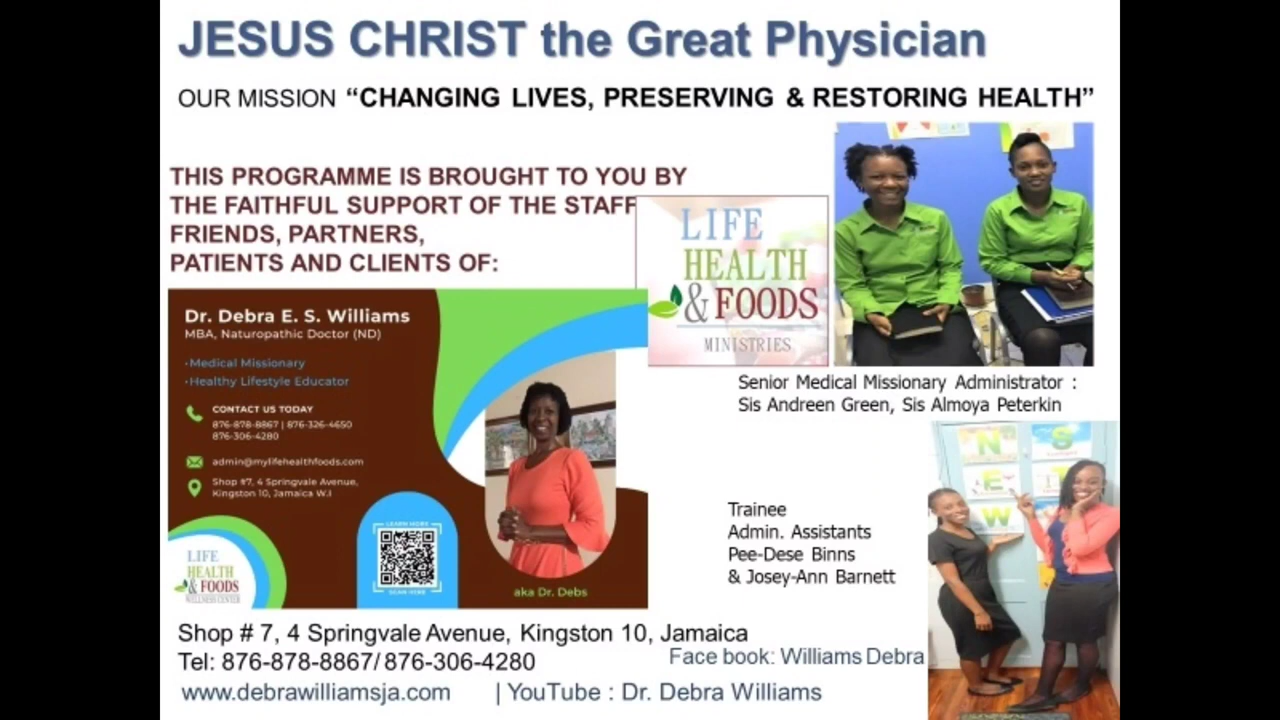 JESUS CHRIST the Great Physician
OUR MISSION “CHANGING LIVES, PRESERVING & RESTORING HEALTH”
THIS PROGRAMME IS BROUGHT TO YOU BY
THE FAITHFUL SUPPORT OF THE STAFF
FRIENDS, PARTNERS,
PATIENTS AND CLIENTS OF:
LIFE
HEALTH
& FOODS
MINISTRIES
Dr. Debra E. S. Williams
MBA, Naturopathic Doctor (ND)
•Medical Missionary
•Healthy Lifestyle Educator
CONTACT US TODAY
876-878-8867 | 876-326-4650
876-306-4280
admin@mylifehealthfoods.com
Shop #7, 4 Springvale Avenue,
Kingston 10, Jamaica W.I
LIFE
HEALTH
& FOODS
WELLNESS CENTER
LEARN MORE
SCAN HERE
aka Dr. Debs
Senior Medical Missionary Administrator :
Sis Andreen Green, Sis Almoya Peterkin
Trainee
Admin. Assistants
Pee-Dese Binns
& Josey-Ann Barnett
N
S
E
T
W
Shop # 7, 4 Springvale Avenue, Kingston 10, Jamaica
Tel: 876-878-8867/ 876-306-4280
Face book: Williams Debra
www.debrawilliamsja.com | YouTube : Dr. Debra Williams